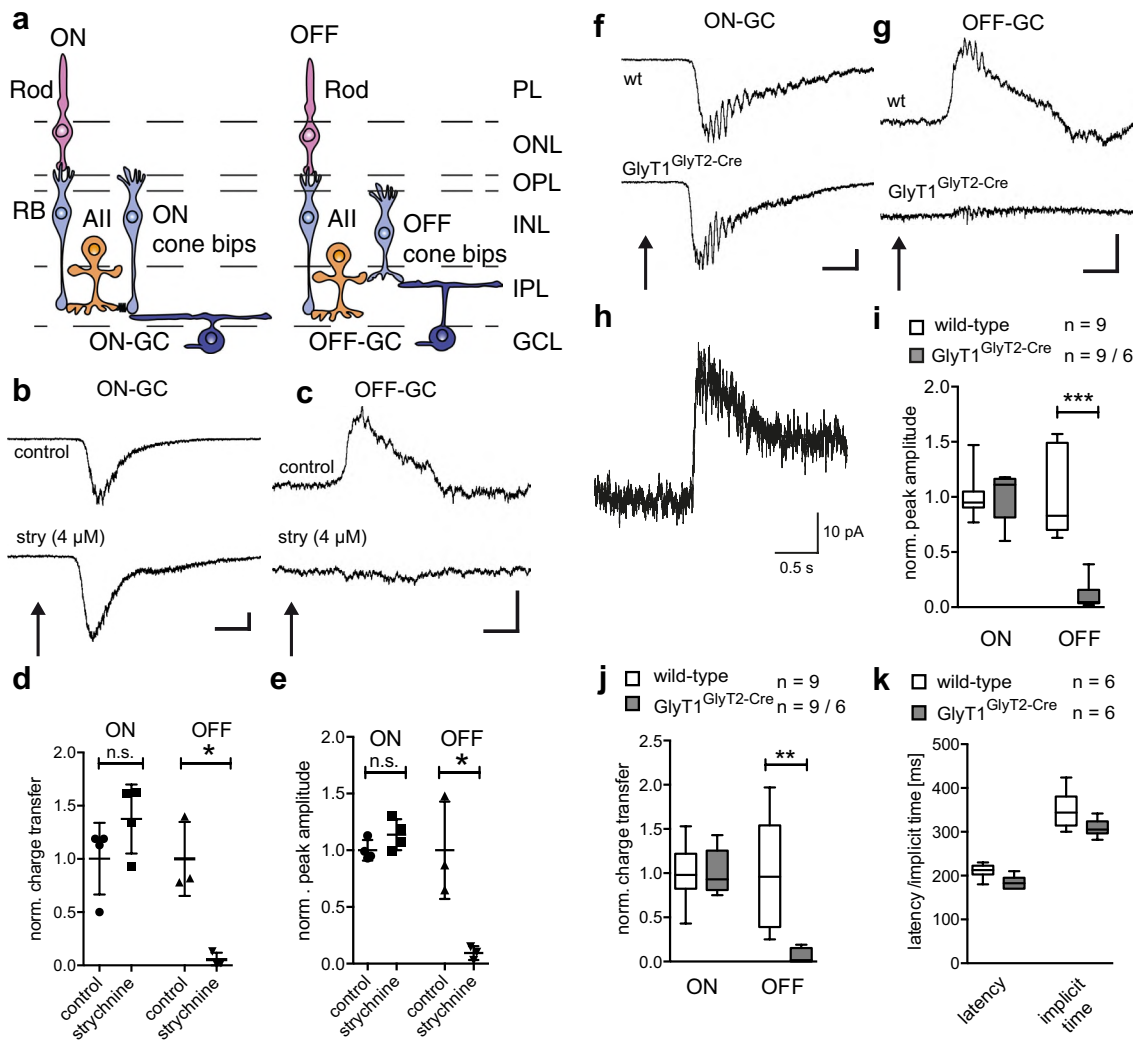 a
ON
OFF
Rod
Rod
PL
ONL
OPL
INL
IPL
GCL
RB
AII
ON
cone bips
AII
OFF
cone bips
ON-GC
OFF-GC
b
ON-GC
control
stry (4 µM)
c
OFF-GC
control
stry (4 µM)
d
norm. charge transfer
2.0
1.5
1.0
0.5
0.0
ON
n.s.
OFF
*
control
strychnine
control
strychnine
e
norm . peak amplitude
2.0
1.5
1.0
0.5
0.0
ON
n.s.
OFF
*
control
strychnine
control
strychnine
f
ON-GC
wt
GlyT1GlyT2-Cre
g
OFF-GC
wt
GlyT1GlyT2-Cre
h
10 pA
0.5 s
i
wild-type n = 9
GlyT1GlyT2-Cre n = 9 / 6
norm. peak amplitude
2.0
1.5
1.0
0.5
0.0
***
ON
OFF
j
wild-type n = 9
GlyT1GlyT2-Cre n = 9 / 6
norm. charge transfer
2.5
2.0
1.5
1.0
0.5
0.0
**
ON
OFF
k
wild-type n = 6
GlyT1GlyT2-Cre n = 6
latency /implicit time [ms]
500
400
300
200
100
0
latency
implicit
time